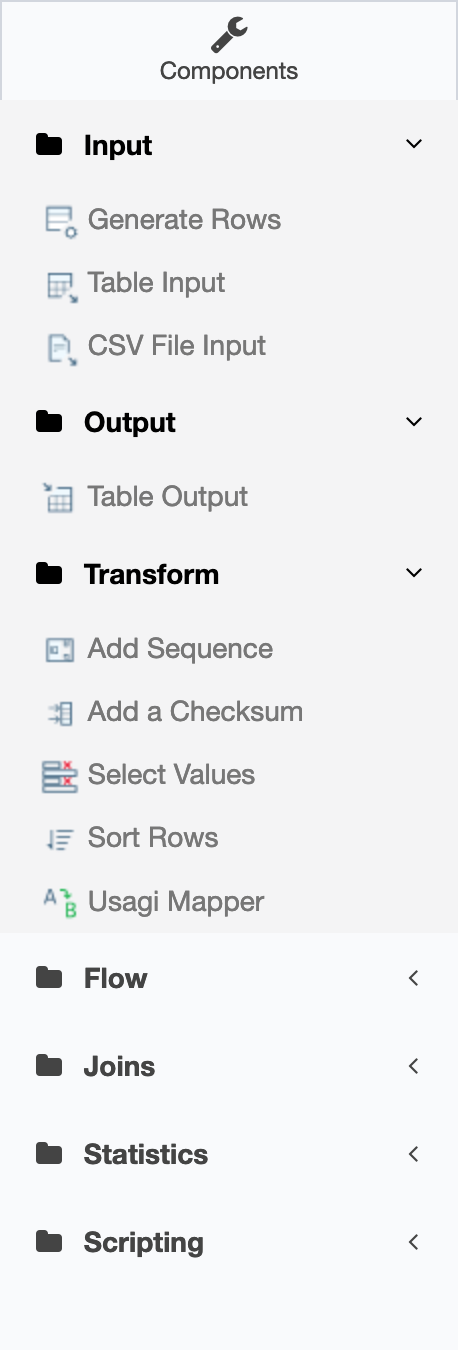 Components
Input
Generate Rows
Table Input
CSV File Input
Output
Table Output
Transform
Add Sequence
Add a Checksum
Select Values
Sort Rows
A B Usagi Mapper
Flow
Joins
Statistics
Scripting